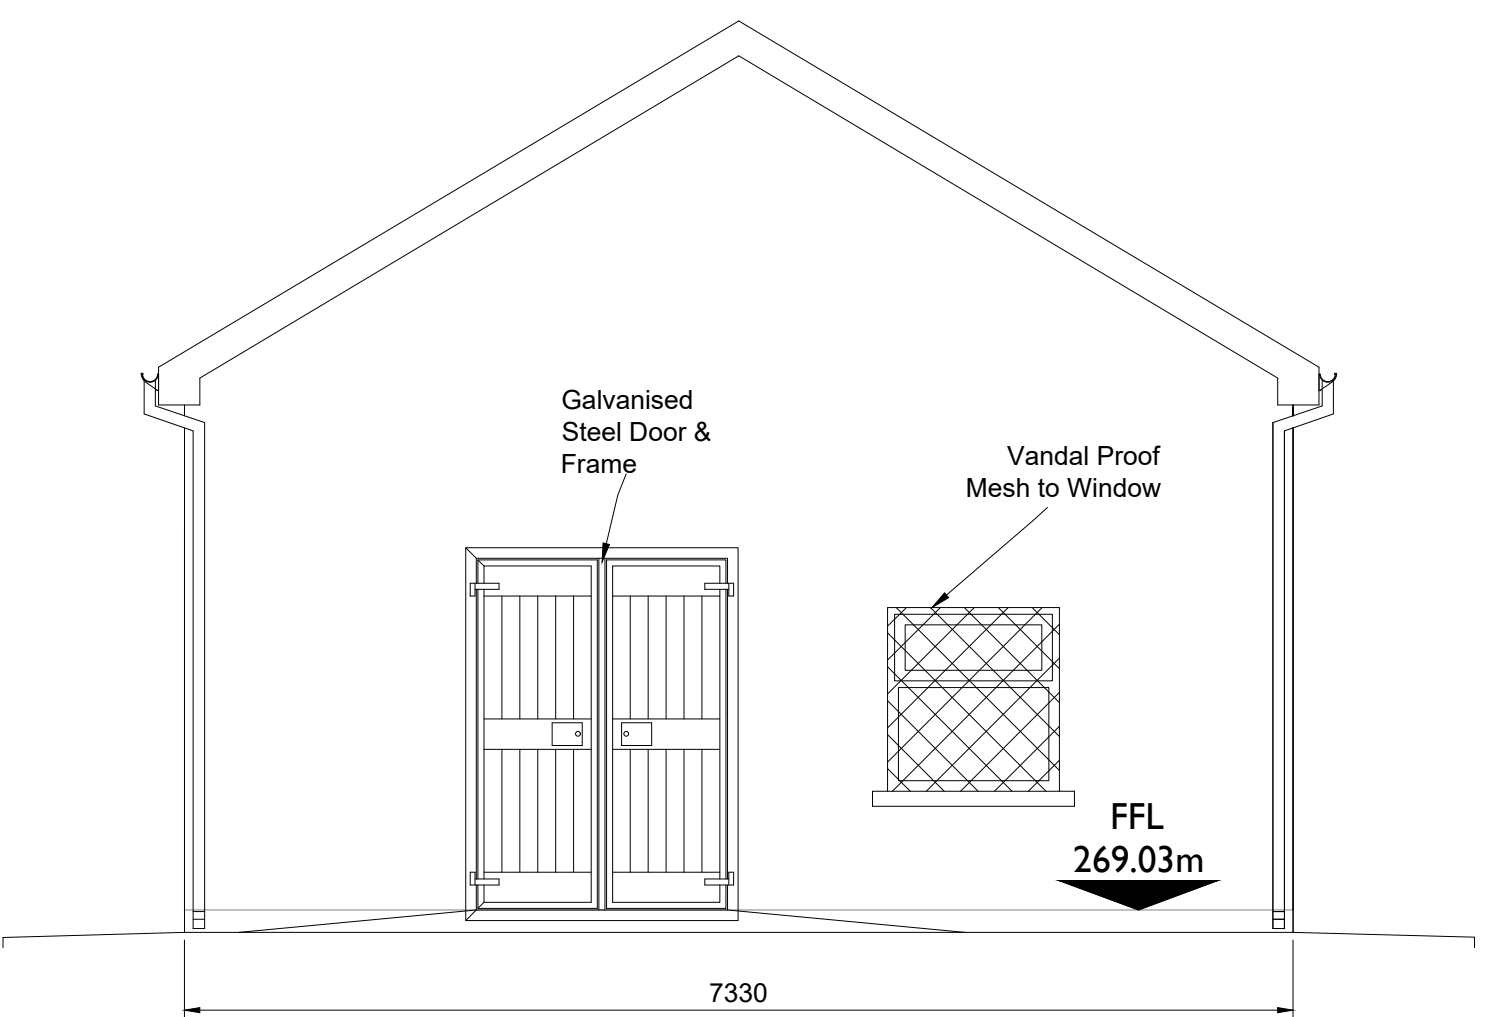 Galvanised
Steel Door &
Frame
Vandal Proof
Mesh to Window
FFL
269.03m
7330